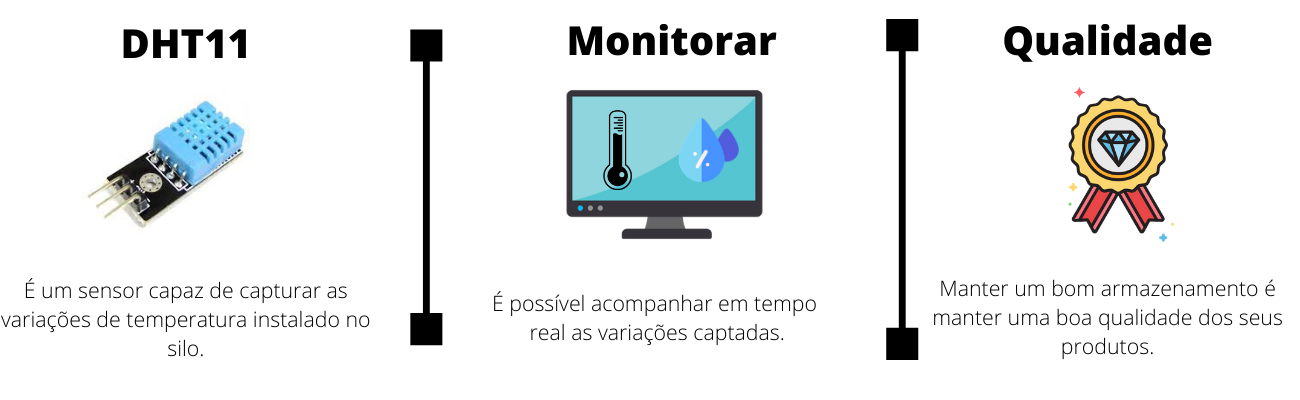 DHT11
É um sensor capaz de capturar as
variações de temperatura instalado no
silo.
Monitorar
É possível acompanhar em tempo
real as variações captadas.
Qualidade
Manter um bom armazenamento é
manter uma boa qualidade dos seus
produtos.